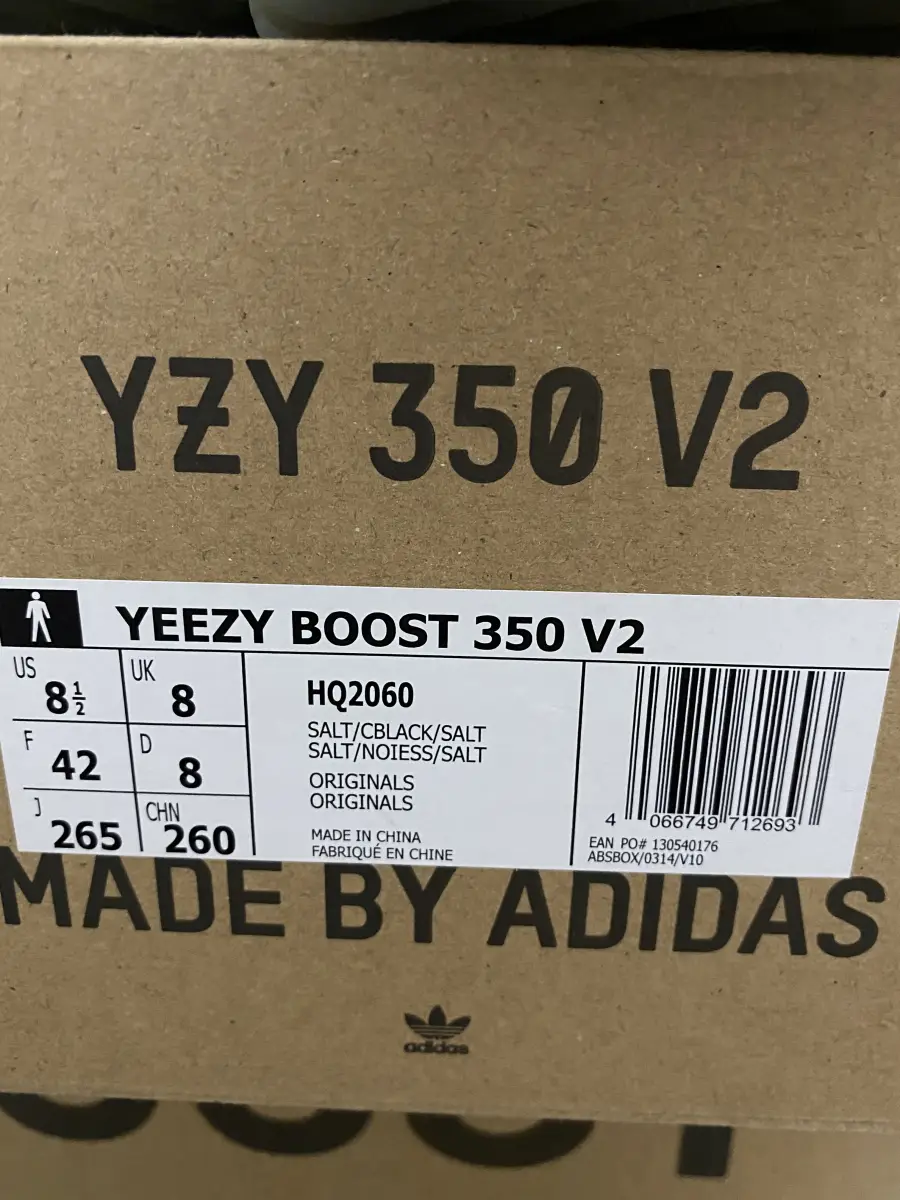 YZY 350 V2
YEEZY BOOST 350 V2
US
8½
UK
8
F
42
D
8
J
265
CHN
260
HQ2060
SALT/CBLACK/SALT
SALT/NOIESS/SALT
ORIGINALS
ORIGINALS
MADE IN CHINA
FABRIQUÉ EN CHINE
4 066749 712693
EAN PO# 130540176
ABSBOX/0314/V10
MADE BY ADIDAS
adidas